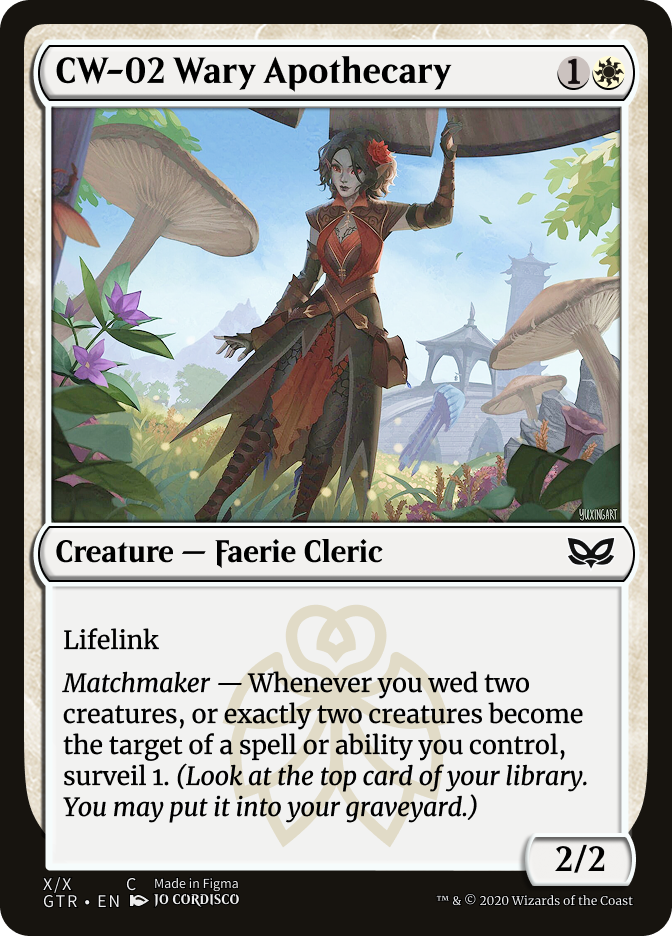 CW-02 Wary Apothecary 1
YUXINGART
Creature — Faerie Cleric
Lifelink
Matchmaker — Whenever you wed two
creatures, or exactly two creatures become
the target of a spell or ability you control,
surveil 1. (Look at the top card of your library.
You may put it into your graveyard.)
2/2
X/X C Made in Figma
GTR • EN JO CORDISCO ™ & © 2020 Wizards of the Coast